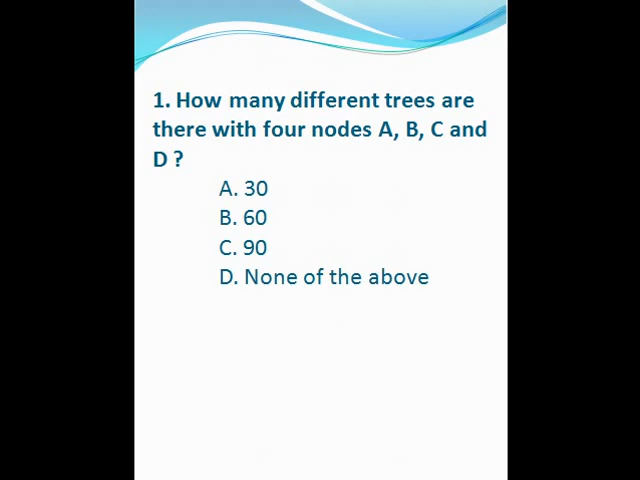 1. How many different trees are
there with four nodes A, B, C and
D ?
A. 30
B. 60
C. 90
D. None of the above